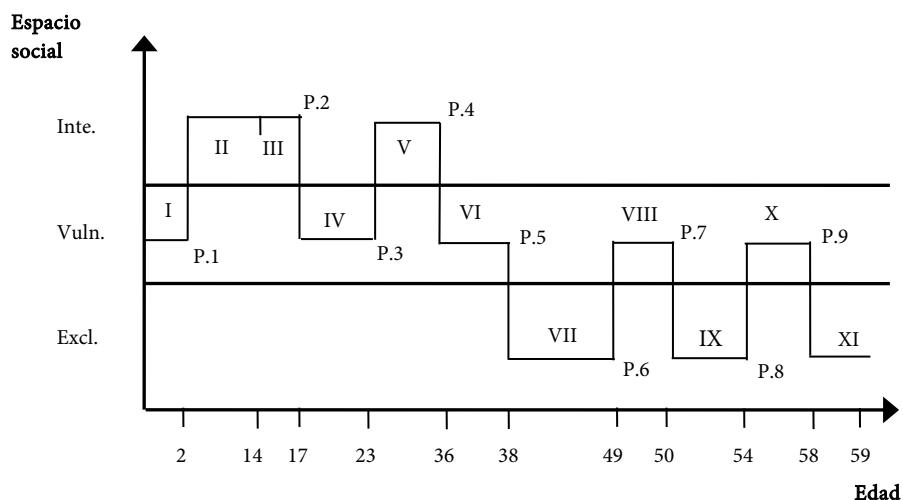 Espacio
social
P.2
P.4
Inte.
II
III
V
I
IV
VI
VIII
X
Vuln.
P.1
P.3
P.5
P.7
P.9
VII
IX
XI
Excl.
P.6
P.8
2 14 17 23 36 38 49 50 54 58 59
Edad